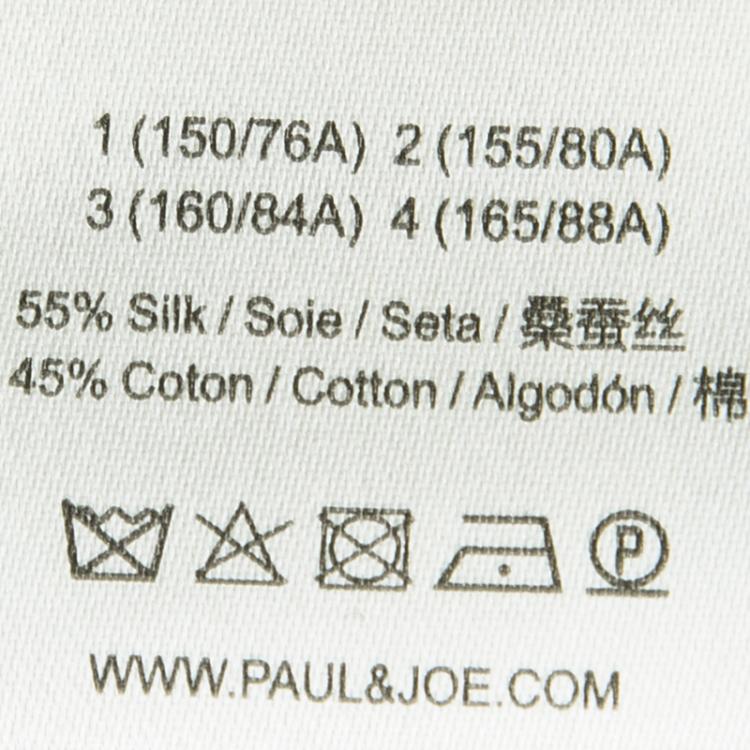 1 (150/76A) 2 (155/80A)
3 (160/84A) 4 (165/88A)
55% Silk / Soie / Seta / 桑蚕丝
45% Coton / Cotton / Algodón / 棉
P
WWW.PAUL&JOE.COM